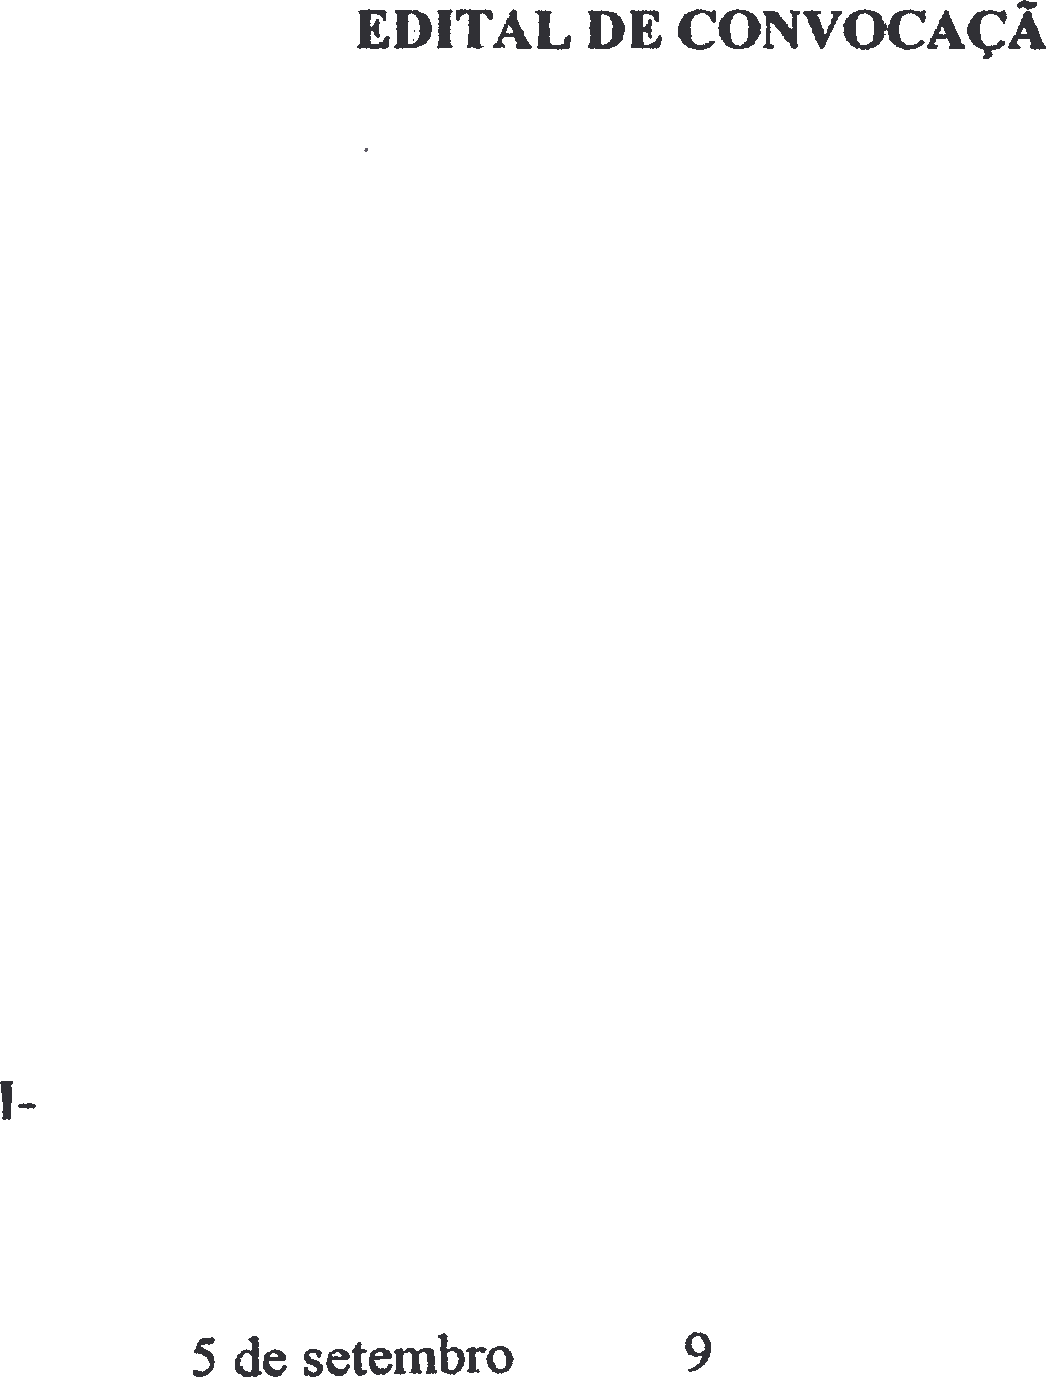 EDITAL DE CONVOCAÇÃ
I-
5 de setembro 9